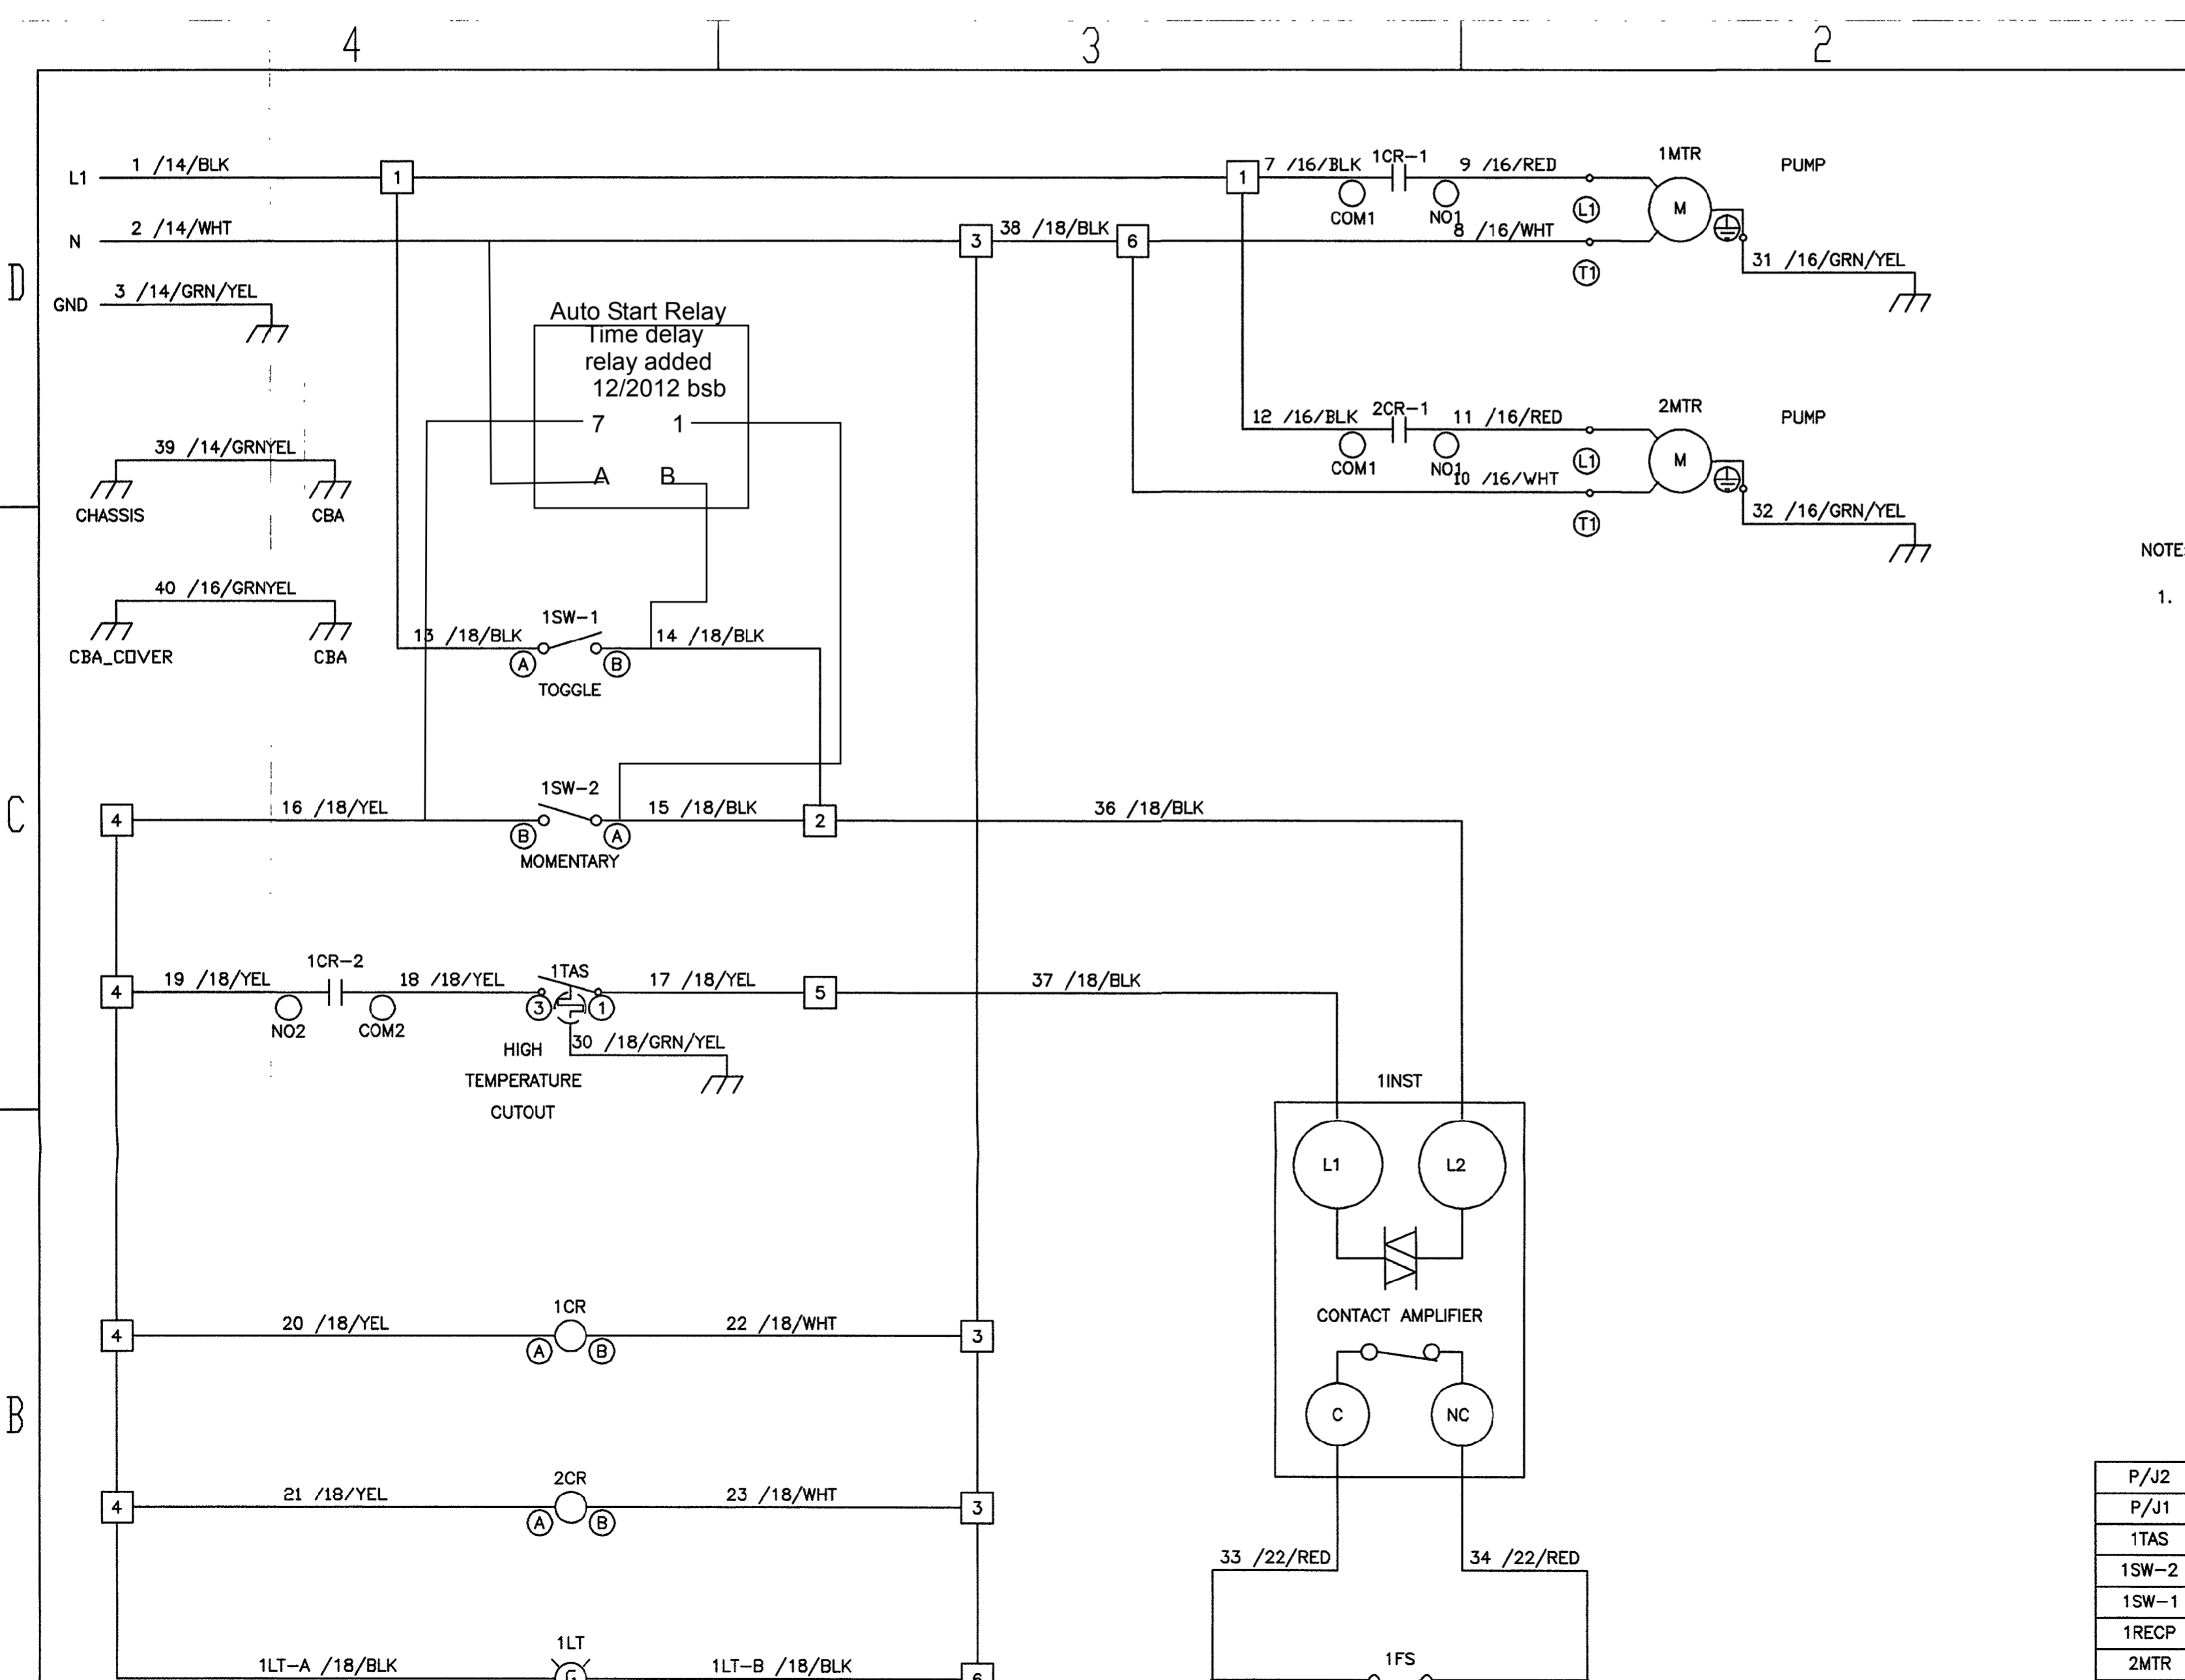 4 3 2
D
C
B
L1 1 /14/BLK 1
N 2 /14/WHT
GND 3 /14/GRN/YEL
39 /14/GRNYEL
CHASSIS CBA
40 /16/GRNYEL
CBA_COVER CBA
Auto Start Relay
Time delay
relay added
12/2012 bsb
7 1
A B
1SW-1
13 /18/BLK 14 /18/BLK
A B
TOGGLE
1SW-2
4 16 /18/YEL 15 /18/BLK 2 36 /18/BLK
B A
MOMENTARY
1CR-2
4 19 /18/YEL 18 /18/YEL 1TAS 17 /18/YEL 5 37 /18/BLK
NO2 COM2 3 1
30 /18/GRN/YEL
HIGH
TEMPERATURE
CUTOUT
1CR
4 20 /18/YEL 22 /18/WHT 3
A B
2CR
4 21 /18/YEL 23 /18/WHT 3
A B
1LT
1LT-A /18/BLK G 1LT-B /18/BLK 6
3 38 /18/BLK 6
1 7 /16/BLK 1CR-1 9 /16/RED 1MTR PUMP
COM1 NO1 L1 M
8 /16/WHT
T1
31 /16/GRN/YEL
12 /16/BLK 2CR-1 11 /16/RED 2MTR PUMP
COM1 NO1 L1 M
10 /16/WHT
T1
32 /16/GRN/YEL
1INST
L1 L2
CONTACT AMPLIFIER
C NC
33 /22/RED 34 /22/RED
1FS
NOTE
1.
P/J2
P/J1
1TAS
1SW-2
1SW-1
1RECP
2MTR